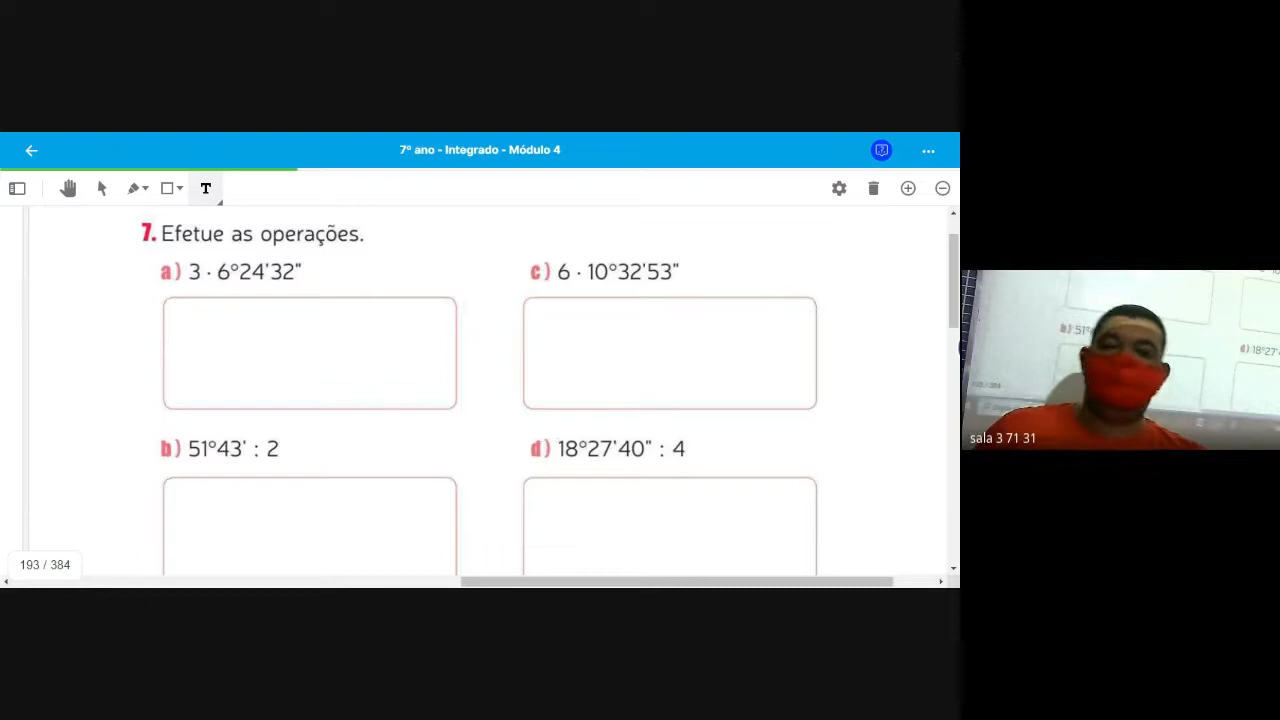 7º ano - Integrado - Módulo 4
T
7. Efetue as operações.
a) 3 · 6°24'32"
c) 6 · 10°32'53"
b) 51°43' : 2
d) 18°27'40" : 4
193 / 384
sala 3 71 31